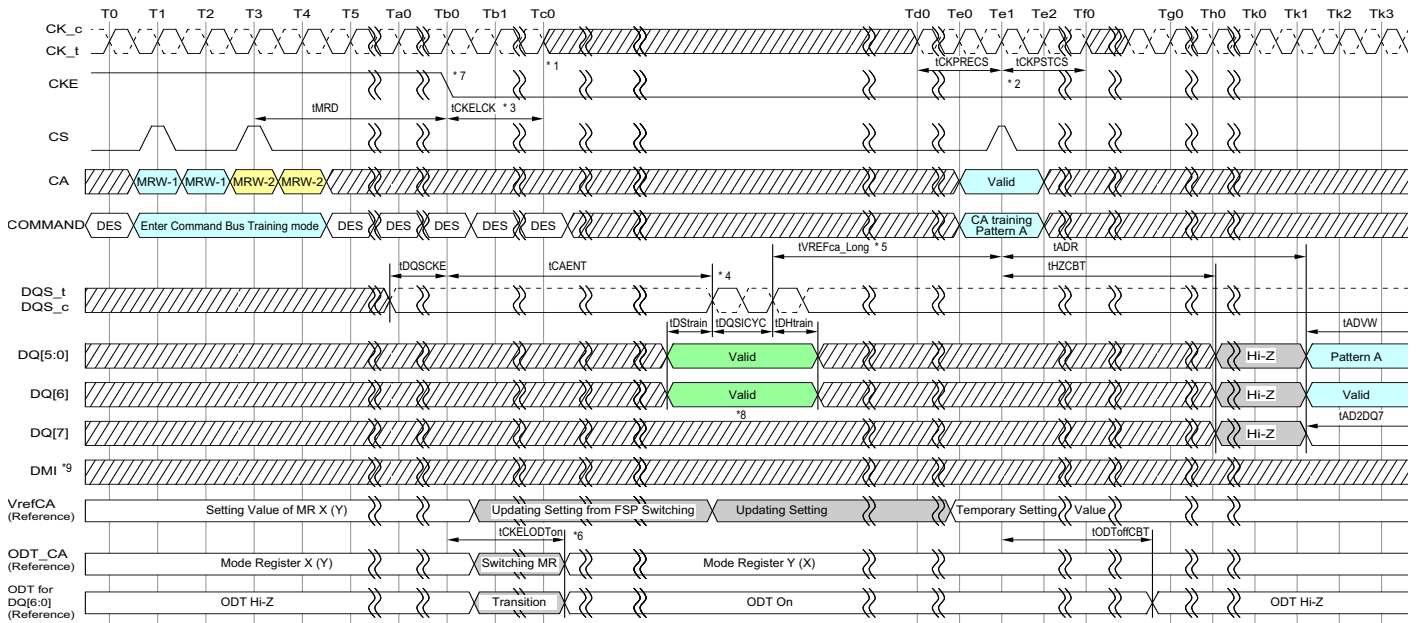 T0 T1 T2 T3 T4 T5 Ta0 Tb0 Tb1 Tc0 Td0 Te0 Te1 Te2 Tf0 Tg0 Th0 Tk0 Tk1 Tk2 Tk3
CK_c
CK_t
* 1
tCKPRECS tCKPSTCS
CKE
* 7
* 2
tMRD tCKELCK * 3
CS
CA MRW-1 MRW-1 MRW-2 MRW-2 Valid
COMMAND DES Enter Command Bus Training mode DES DES DES DES DES CA training Pattern A
tVREFca_Long * 5 tADR
tDQSCKE tCAENT * 4 tHZCBT
DQS_t
DQS_c
tDStrain tDQSICYC tDHtrain tADVW
DQ[5:0] Valid Hi-Z Pattern A
DQ[6] Valid Hi-Z Valid
*8 tAD2DQ7
DQ[7] Hi-Z
DMI *9
VrefCA
(Reference)
Setting Value of MR X (Y) Updating Setting from FSP Switching Updating Setting Temporary Setting Value
tCKELODTon *6 tODToffCBT
ODT_CA
(Reference)
Mode Register X (Y) Switching MR Mode Register Y (X)
ODT for
DQ[6:0]
(Reference)
ODT Hi-Z Transition ODT On ODT Hi-Z